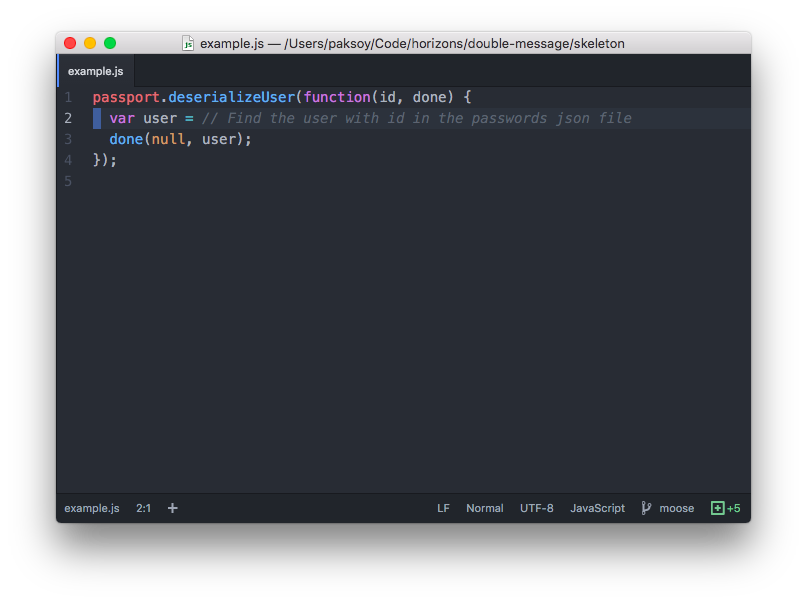 example.js — /Users/paksoy/Code/horizons/double-message/skeleton
example.js
1 passport.deserializeUser(function(id, done) {
2   var user = // Find the user with id in the passwords json file
3   done(null, user);
4 });
5
example.js 2:1 + LF Normal UTF-8 JavaScript moose +5